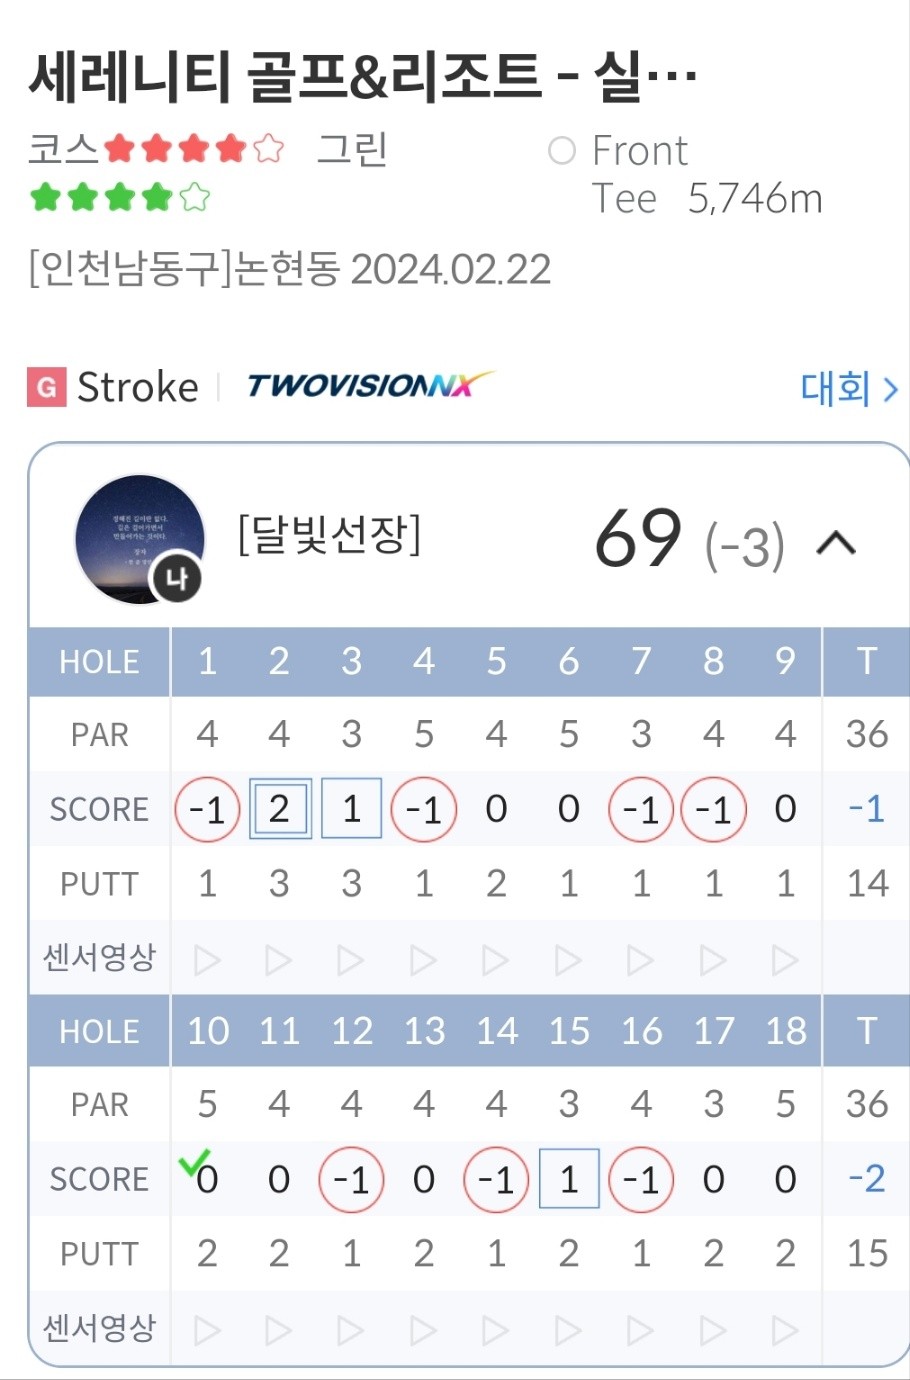 세레니티 골프&리조트 - 실…
코스 그린 Front
Tee 5,746m
[인천남동구]논현동 2024.02.22
G Stroke TWOVISIONNX 대회 >
[달빛선장] 69 (-3)
나
HOLE 1 2 3 4 5 6 7 8 9 T
PAR 4 4 3 5 4 5 3 4 4 36
SCORE -1 2 1 -1 0 0 -1 -1 0 -1
PUTT 1 3 3 1 2 1 1 1 1 14
센서영상
HOLE 10 11 12 13 14 15 16 17 18 T
PAR 5 4 4 4 4 3 4 3 5 36
SCORE 0 0 -1 0 -1 1 -1 0 0 -2
PUTT 2 2 1 2 1 2 1 2 2 15
센서영상